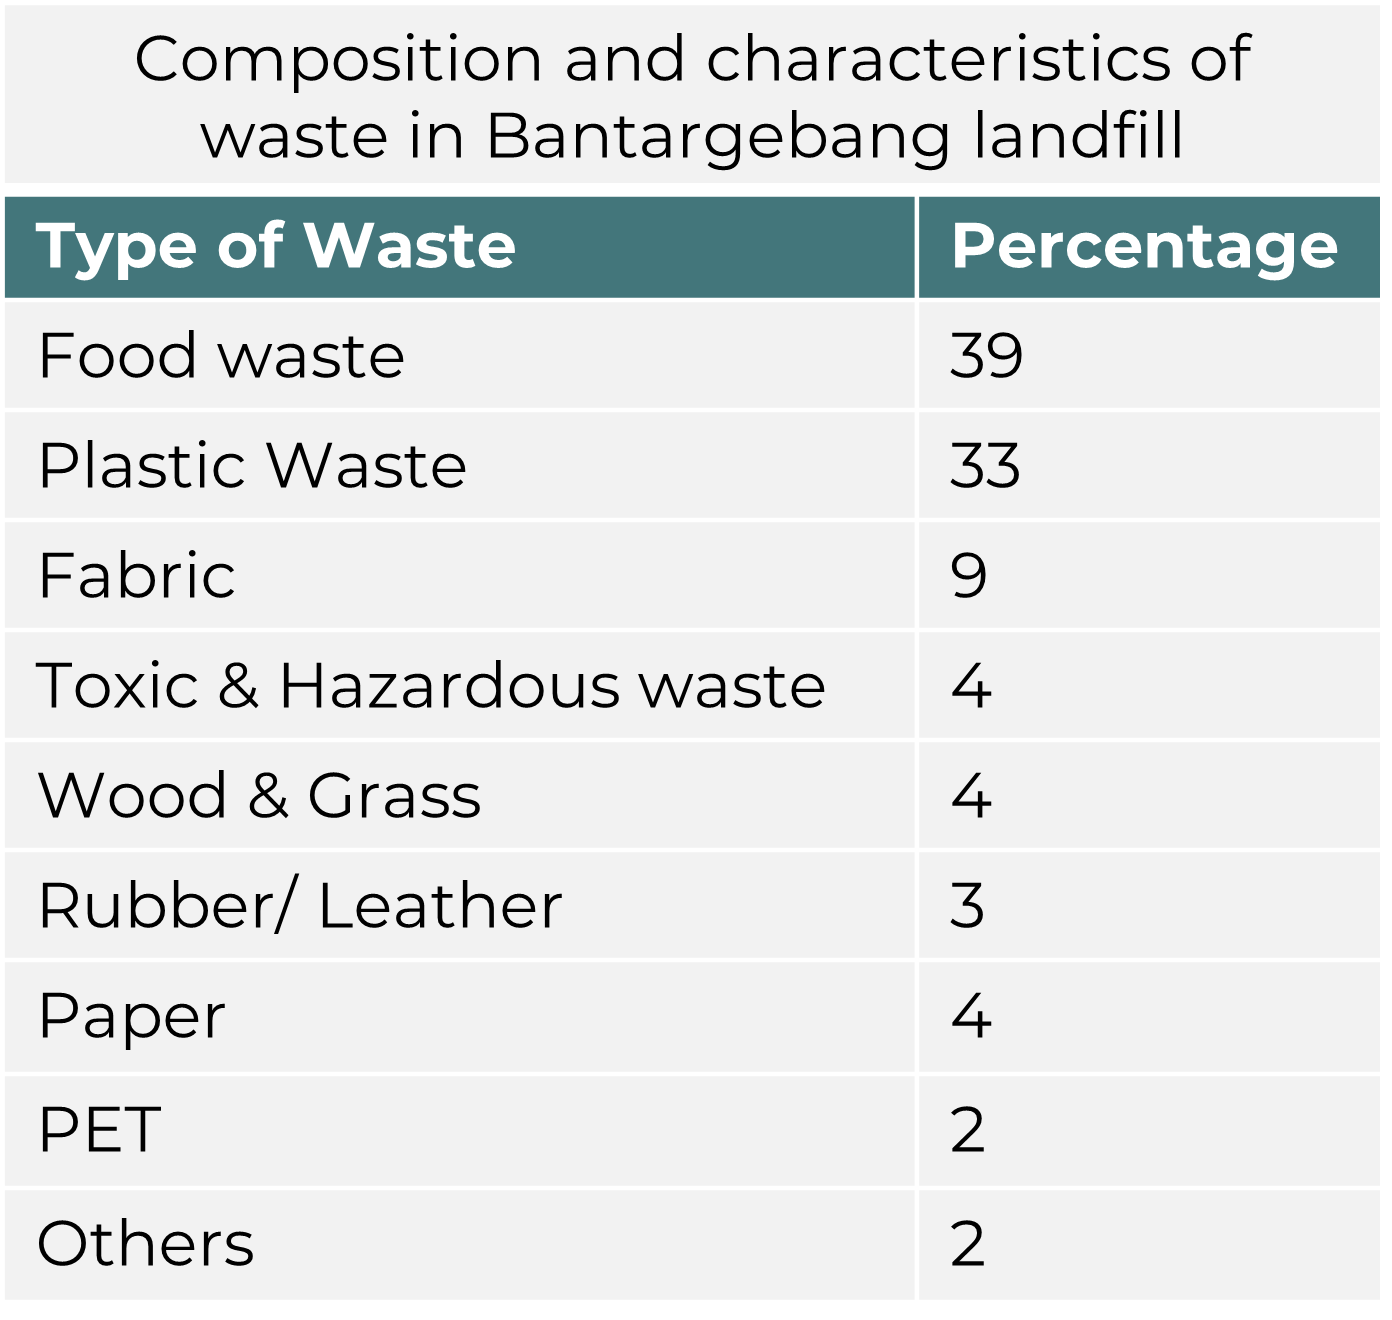 Composition and characteristics of
waste in Bantargebang landfill
Type of Waste Percentage
Food waste 39
Plastic Waste 33
Fabric 9
Toxic & Hazardous waste 4
Wood & Grass 4
Rubber/ Leather 3
Paper 4
PET 2
Others 2